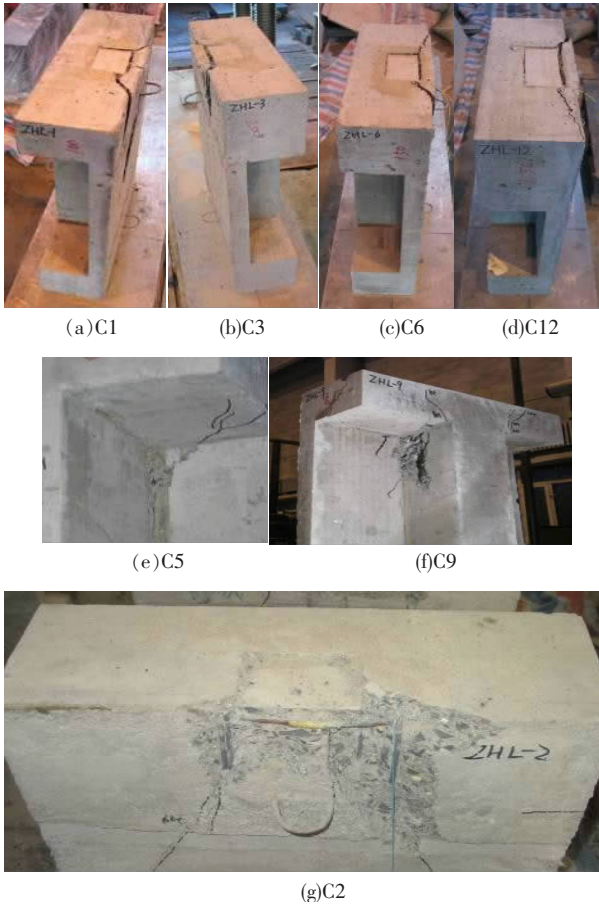 ZHL-1
ZHL-3
ZHL-6
ZHL-12
(a)C1
(b)C3
(c)C6
(d)C12
ZHL-9
(e)C5
(f)C9
ZHL-2
(g)C2